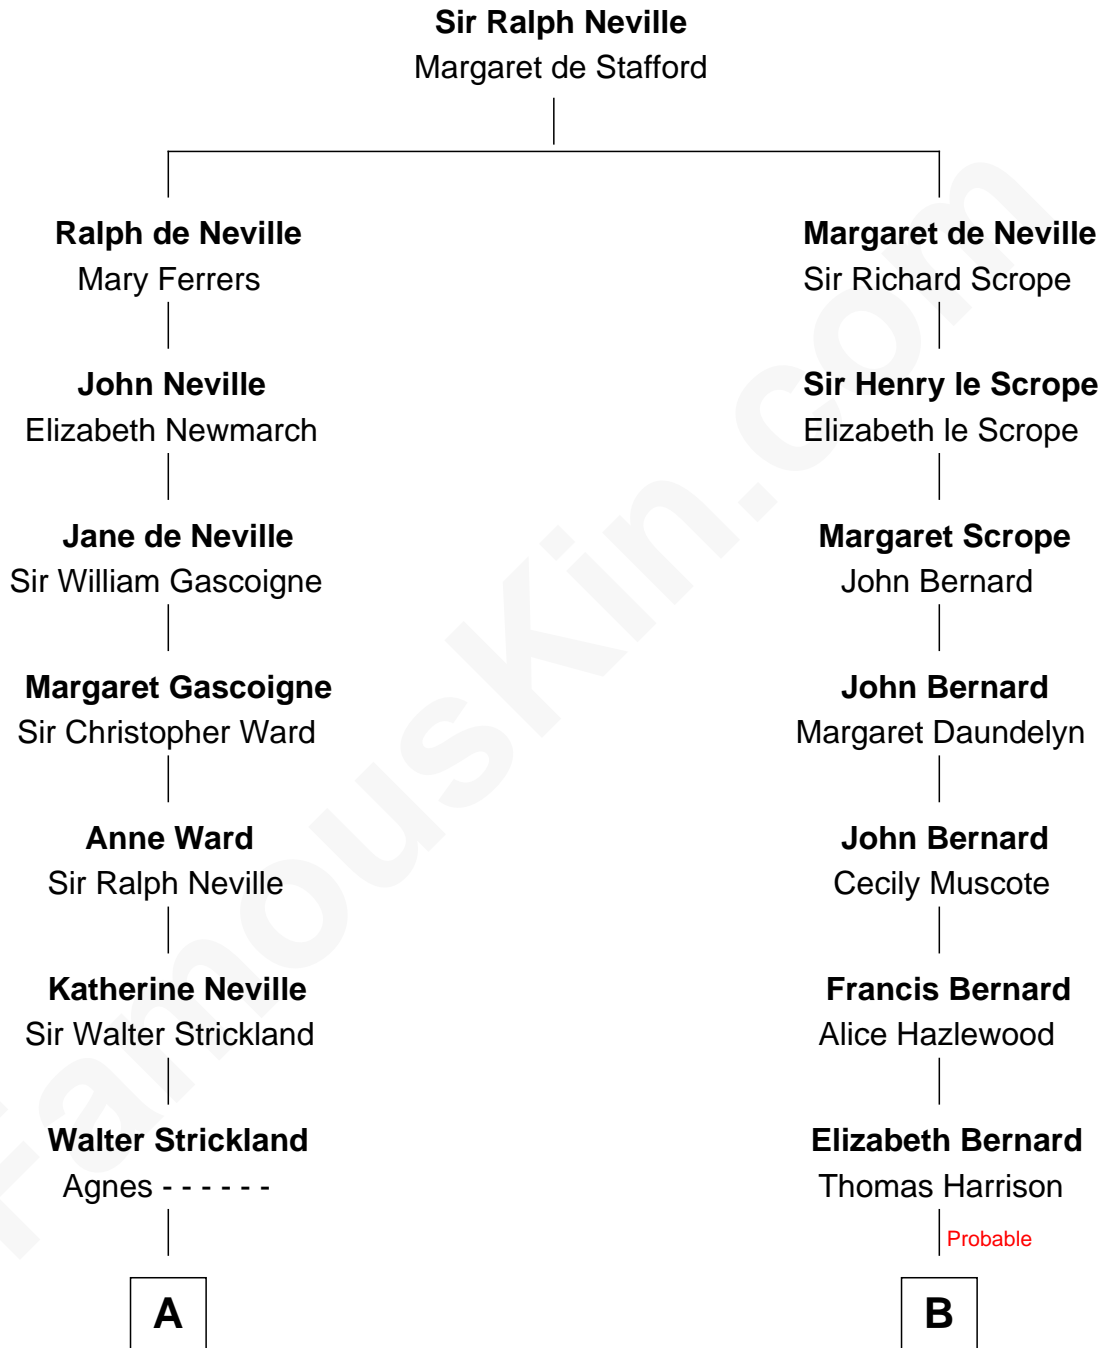 Sir Ralph Neville
Margaret de Stafford
Ralph de Neville
Mary Ferrers
Margaret de Neville
Sir Richard Scrope
John Neville
Elizabeth Newmarch
Sir Henry le Scrope
Elizabeth le Scrope
Jane de Neville
Sir William Gascoigne
Margaret Scrope
John Bernard
Margaret Gascoigne
Sir Christopher Ward
John Bernard
Margaret Daundelyn
Anne Ward
Sir Ralph Neville
John Bernard
Cecily Muscote
Katherine Neville
Sir Walter Strickland
Francis Bernard
Alice Hazlewood
Walter Strickland
Agnes - - - - - -
Elizabeth Bernard
Thomas Harrison
Probable
A
B
FamousKin.com